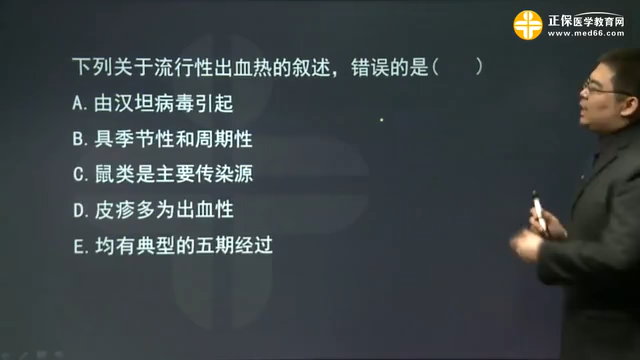 正保医学教育网
www.med66.com
下列关于流行性出血热的叙述，错误的是(　　)
A.由汉坦病毒引起
B.具季节性和周期性
C.鼠类是主要传染源
D.皮疹多为出血性
E.均有典型的五期经过